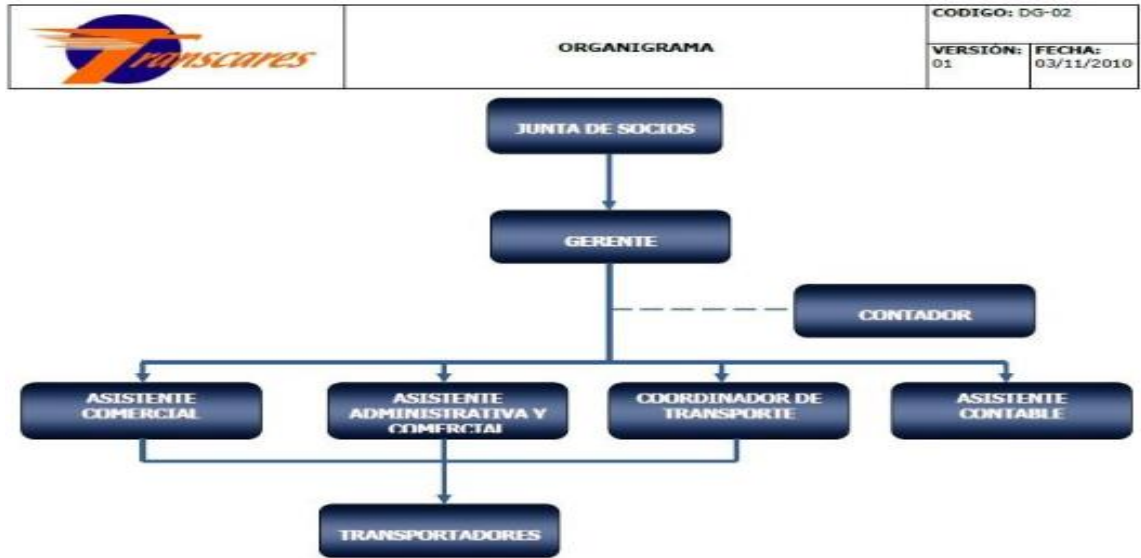 Transcares
ORGANIGRAMA
CODIGO: DG-02
VERSIÓN:
01
FECHA:
03/11/2010
JUNTA DE SOCIOS
GERENTE
CONTADOR
ASISTENTE
COMERCIAL
ASISTENTE
ADMINISTRATIVA Y
COMERCIAL
COORDINADOR DE
TRANSPORTE
ASISTENTE
CONTABLE
TRANSPORTADORES